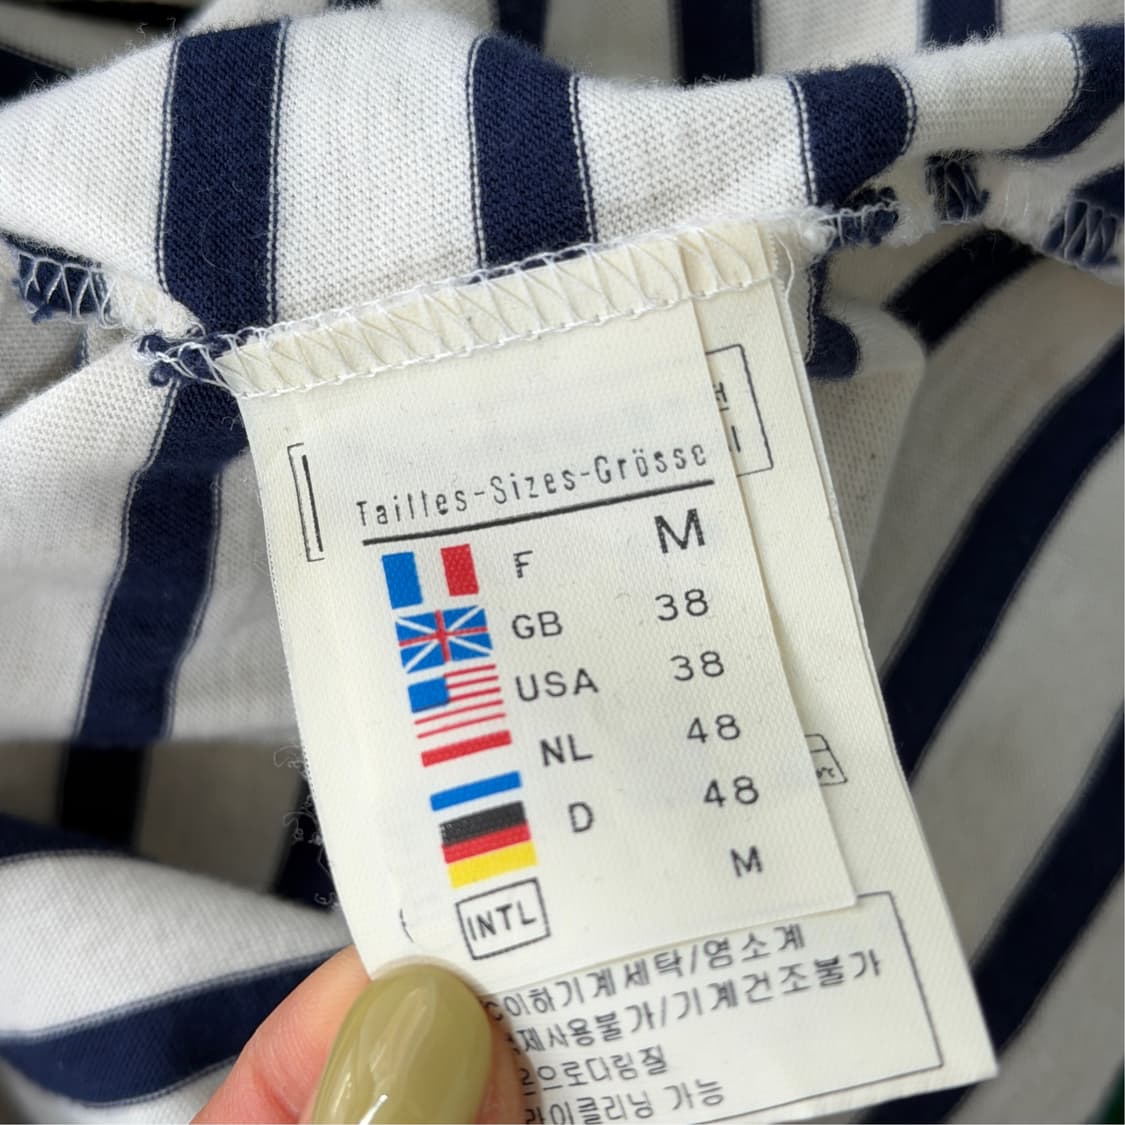 Tailles-Sizes-Grösse
F M
GB 38
USA 38
NL 48
D 48
INTL M
이하기계세탁/염소계
제사용불가/기계건조불가
으로다림질
라이클리닝 가능